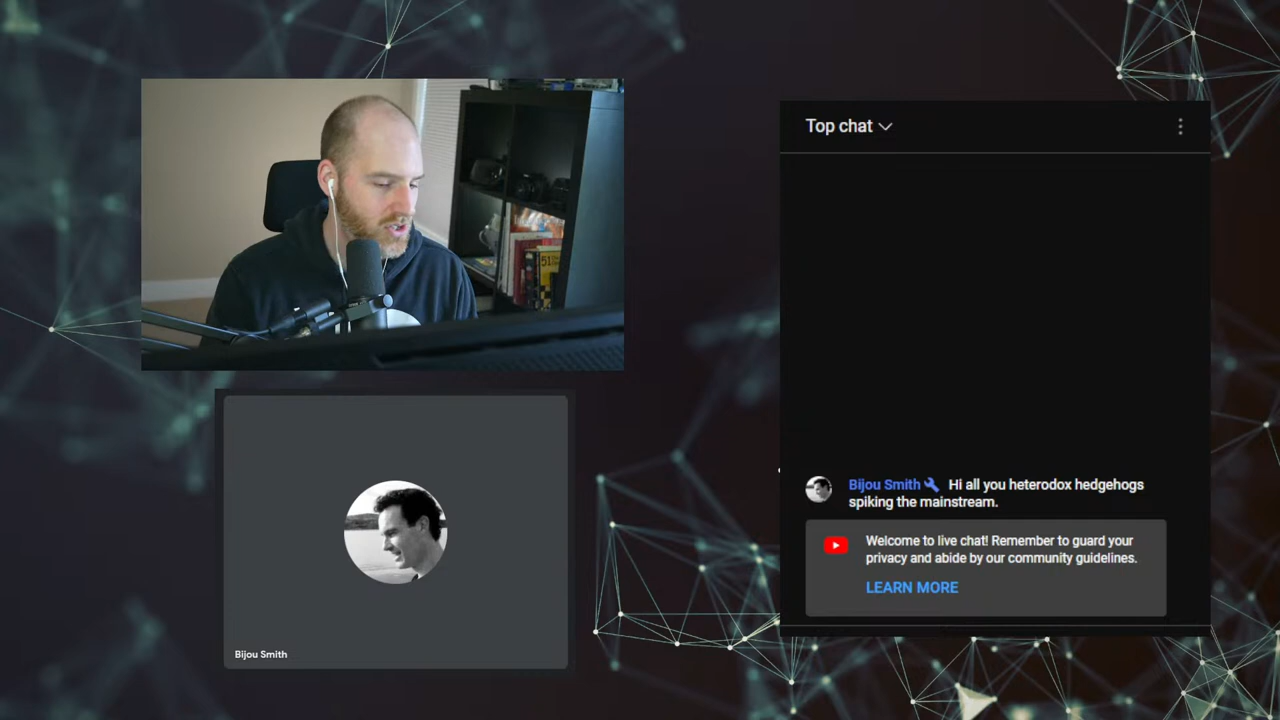 Top chat
51
Bijou Smith Hi all you heterodox hedgehogs
spiking the mainstream.
Welcome to live chat! Remember to guard your
privacy and abide by our community guidelines.
LEARN MORE
Bijou Smith